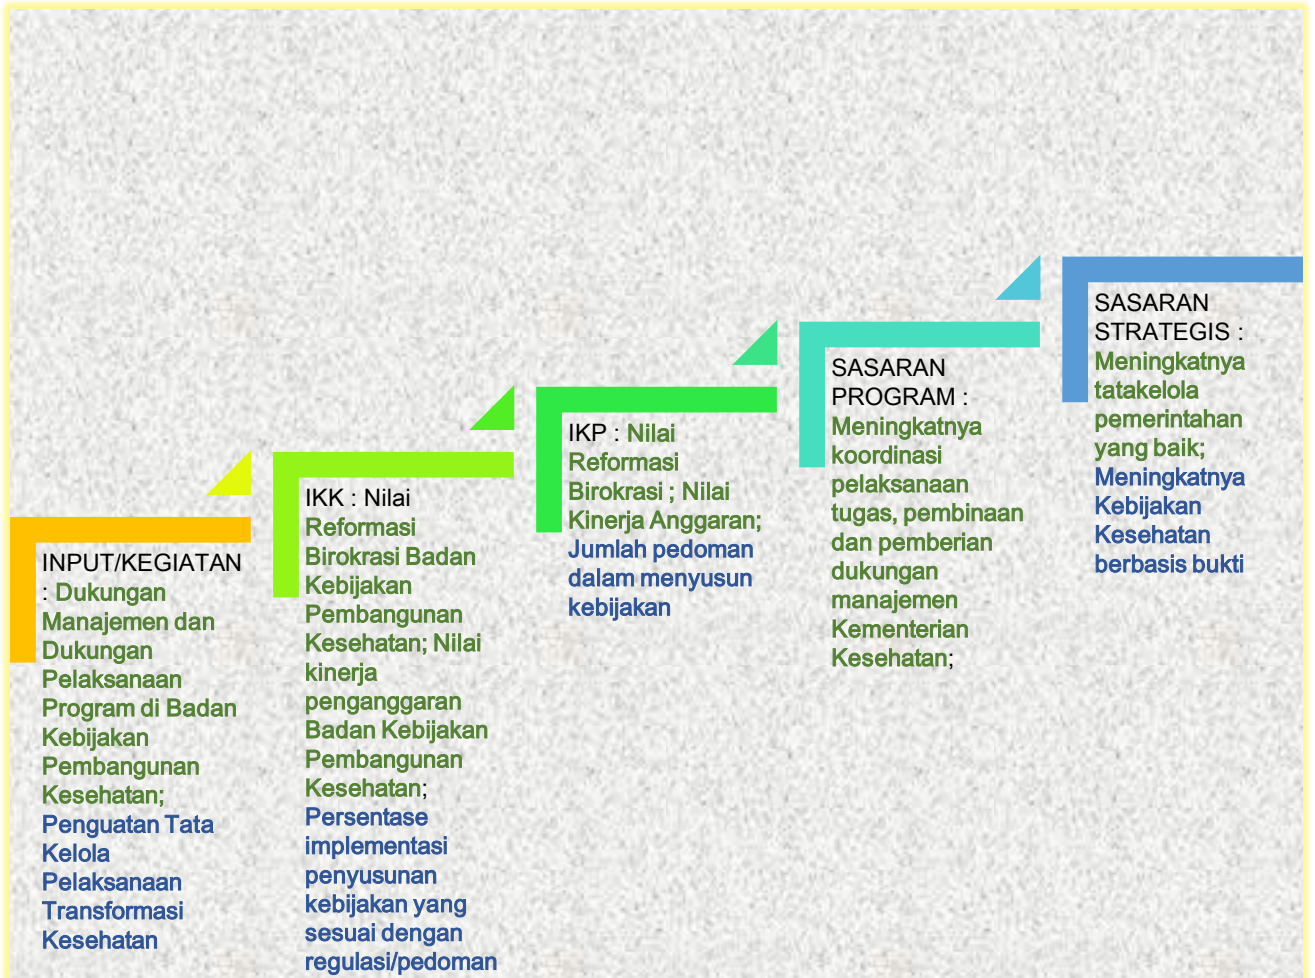 INPUT/KEGIATAN
: Dukungan
Manajemen dan
Dukungan
Pelaksanaan
Program di Badan
Kebijakan
Pembangunan
Kesehatan;
Penguatan Tata
Kelola
Pelaksanaan
Transformasi
Kesehatan
IKK : Nilai
Reformasi
Birokrasi Badan
Kebijakan
Pembangunan
Kesehatan; Nilai
kinerja
penganggaran
Badan Kebijakan
Pembangunan
Kesehatan;
Persentase
implementasi
penyusunan
kebijakan yang
sesuai dengan
regulasi/pedoman
IKP : Nilai
Reformasi
Birokrasi ; Nilai
Kinerja Anggaran;
Jumlah pedoman
dalam menyusun
kebijakan
SASARAN
PROGRAM :
Meningkatnya
koordinasi
pelaksanaan
tugas, pembinaan
dan pemberian
dukungan
manajemen
Kementerian
Kesehatan;
SASARAN
STRATEGIS :
Meningkatnya
tatakelola
pemerintahan
yang baik;
Meningkatnya
Kebijakan
Kesehatan
berbasis bukti